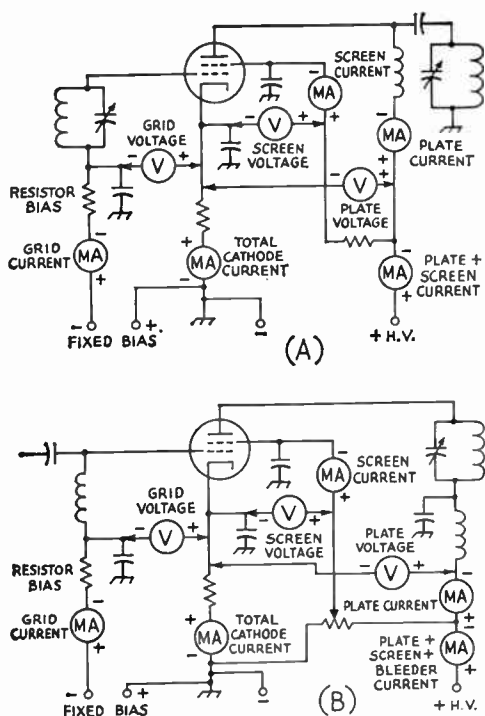 SCREEN
CURRENT
- MA +
GRID
VOLTAGE
- V +
- V +
SCREEN
VOLTAGE
- MA +
PLATE
CURRENT
RESISTOR
BIAS
- V +
PLATE
VOLTAGE
GRID
CURRENT
- MA +
+ MA -
TOTAL
CATHODE
CURRENT
- MA +
PLATE +
SCREEN
CURRENT
- FIXED BIAS +.
-
(A)
+ H.V.
- MA +
SCREEN
CURRENT
GRID
VOLTAGE
- V +
- V +
SCREEN
VOLTAGE
PLATE
VOLTAGE
- V +
RESISTOR
BIAS
- MA +
PLATE CURRENT
GRID
CURRENT
- MA +
+ MA -
TOTAL
CATHODE
CURRENT
- MA +
PLATE +
SCREEN +
BLEEDER
CURRENT
- FIXED BIAS +
-
(B)
+ H.V.